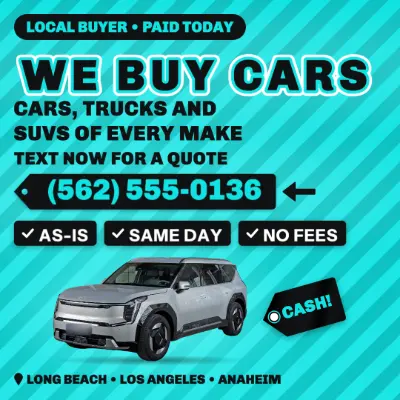 LOCAL BUYER • PAID TODAY
WE BUY CARS
CARS, TRUCKS AND
SUVS OF EVERY MAKE
TEXT NOW FOR A QUOTE
(562) 555-0136
✓ AS-IS ✓ SAME DAY ✓ NO FEES
CASH!
LONG BEACH • LOS ANGELES • ANAHEIM